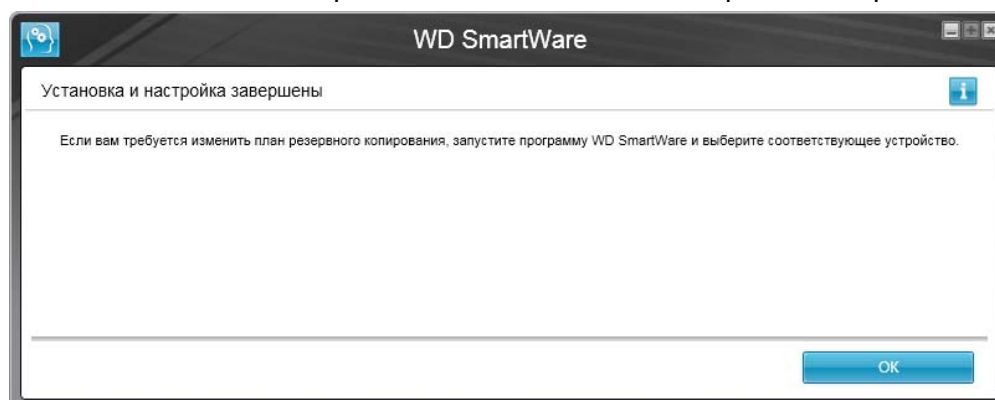 WD SmartWare
Установка и настройка завершены
Если вам требуется изменить план резервного копирования, запустите программу WD SmartWare и выберите соответствующее устройство.
OK